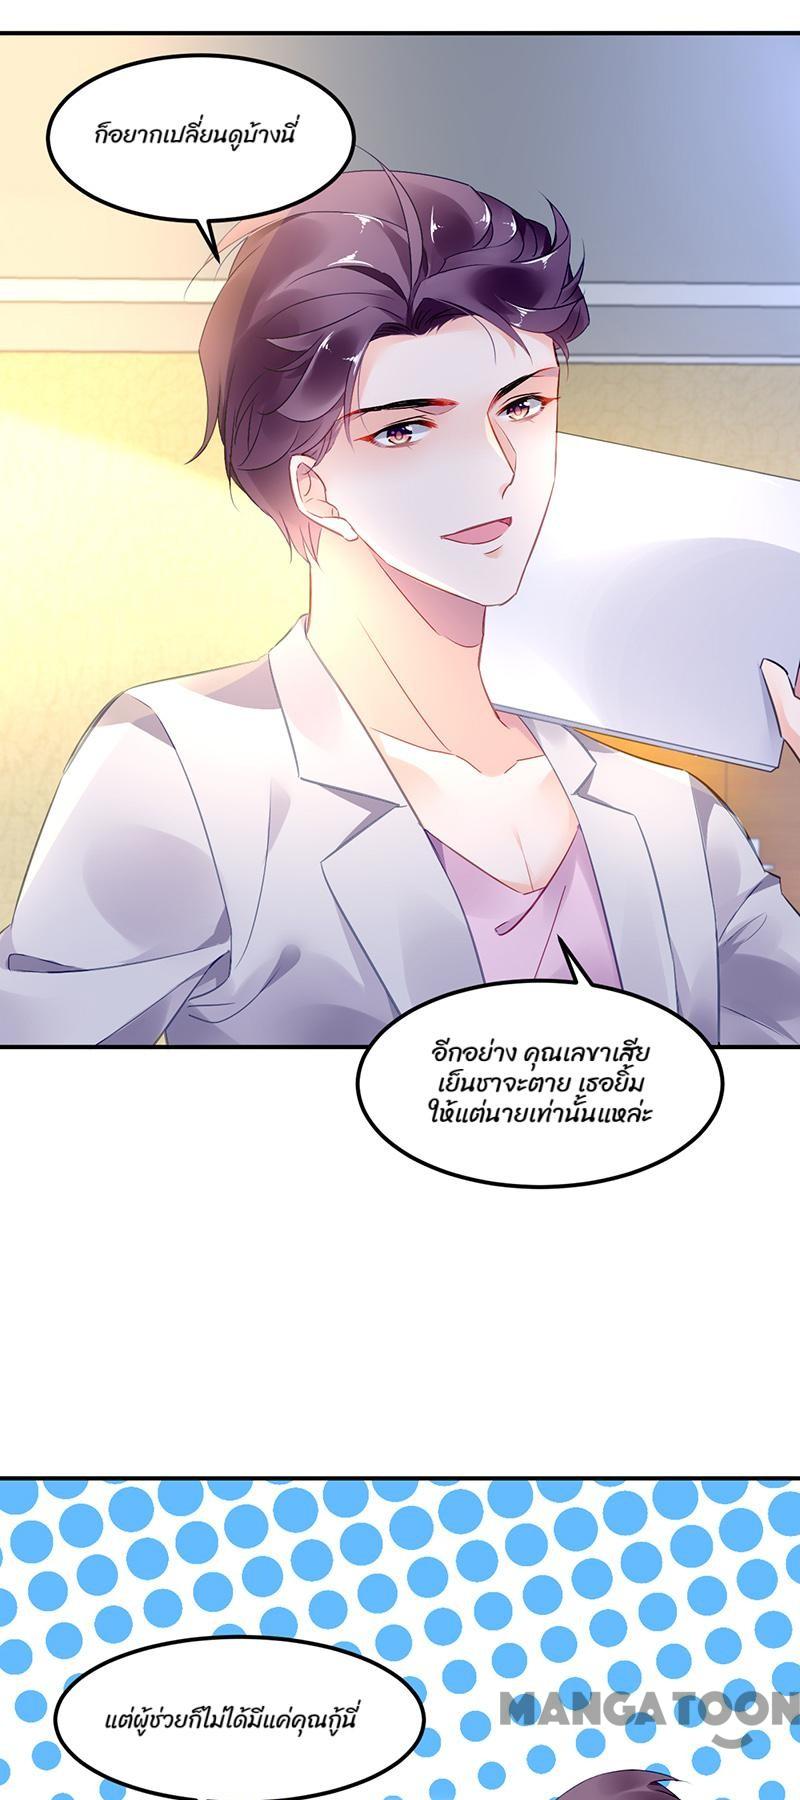 ก็อยากเปลี่ยนดูบ้างนี่
อีกอย่าง คุณเลขาเสีย
เย็นชาจะตาย เธอยิ้ม
ให้แต่นายเท่านั้นแหล่ะ
แต่ผู้ช่วยก็ไม่ได้มีแค่คุณกู้นี่
MANGATOON